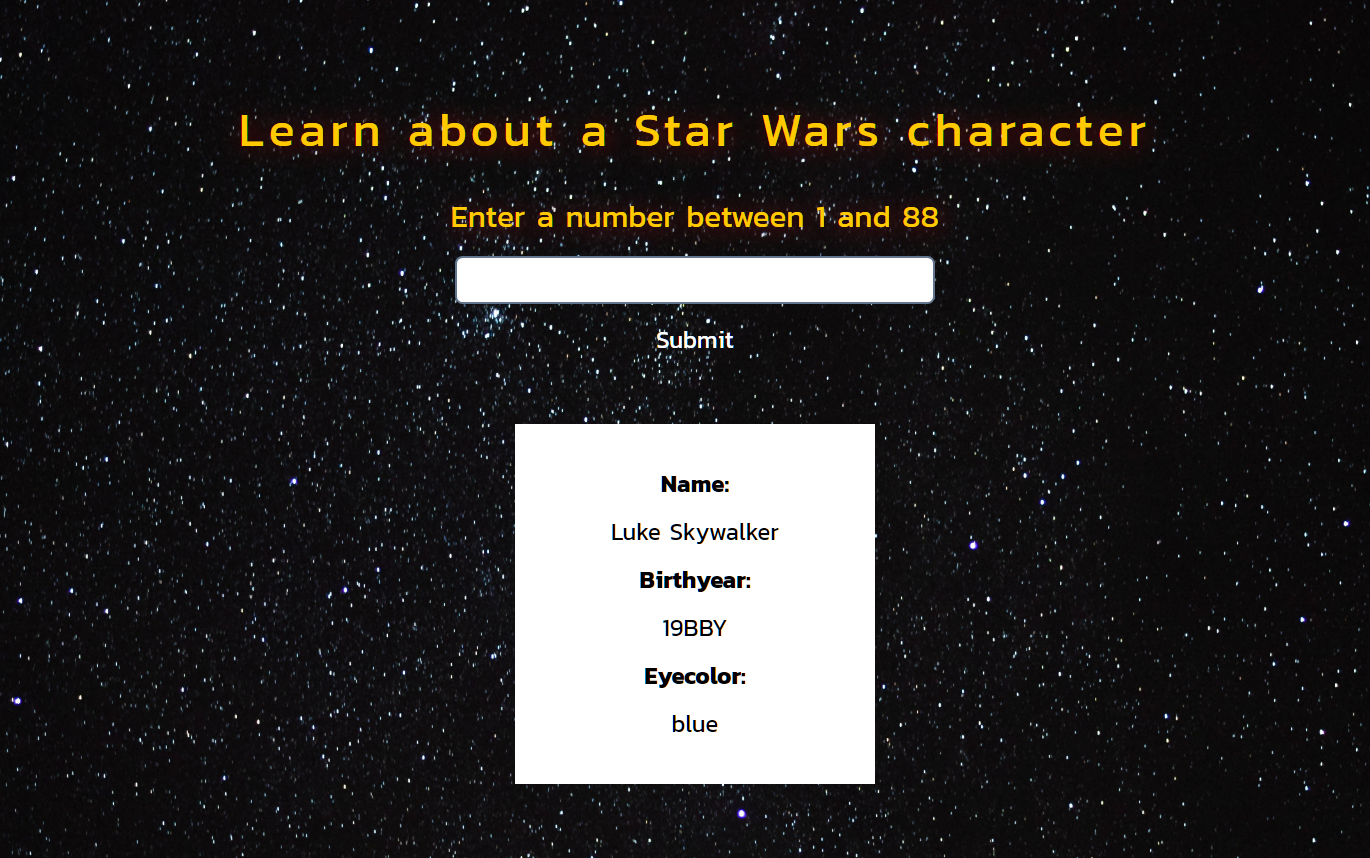 Learn about a Star Wars character
Enter a number between 1 and 88
Submit
Name:
Luke Skywalker
Birthyear:
19BBY
Eyecolor:
blue